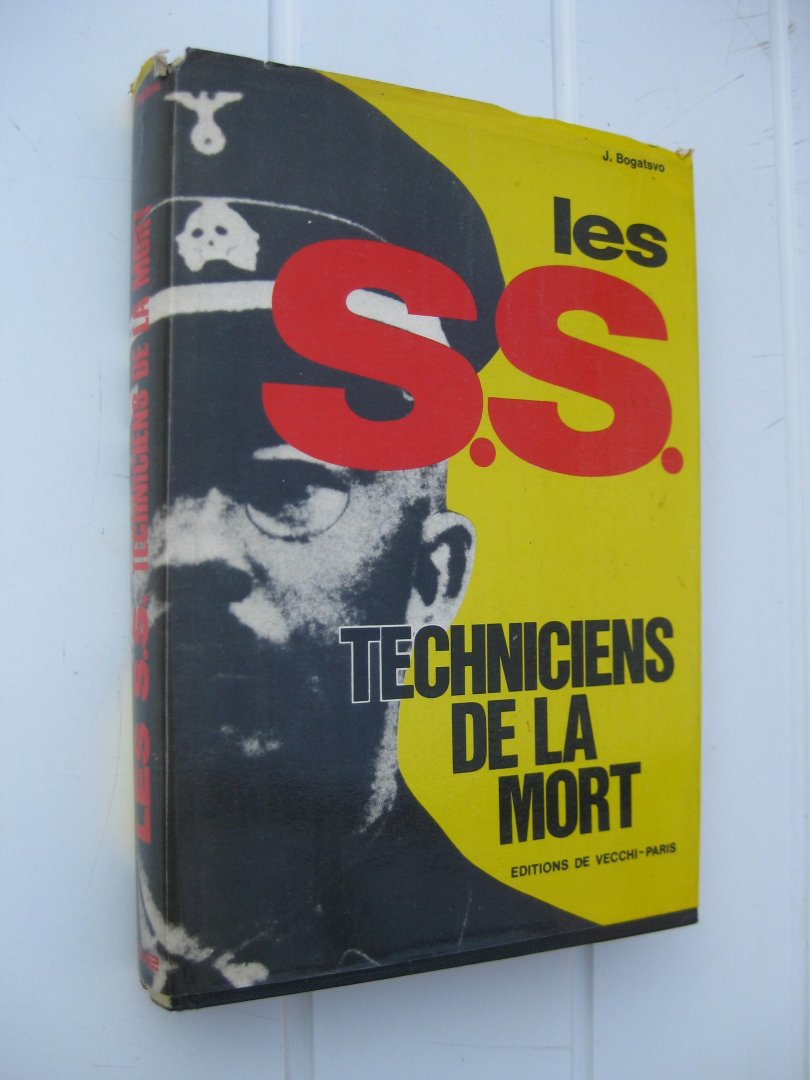 J. Bogatsvo
les
S.S.
TECHNICIENS
DE LA
MORT
EDITIONS DE VECCHI-PARIS
LES S.S. TECHNICIENS DE LA MORT